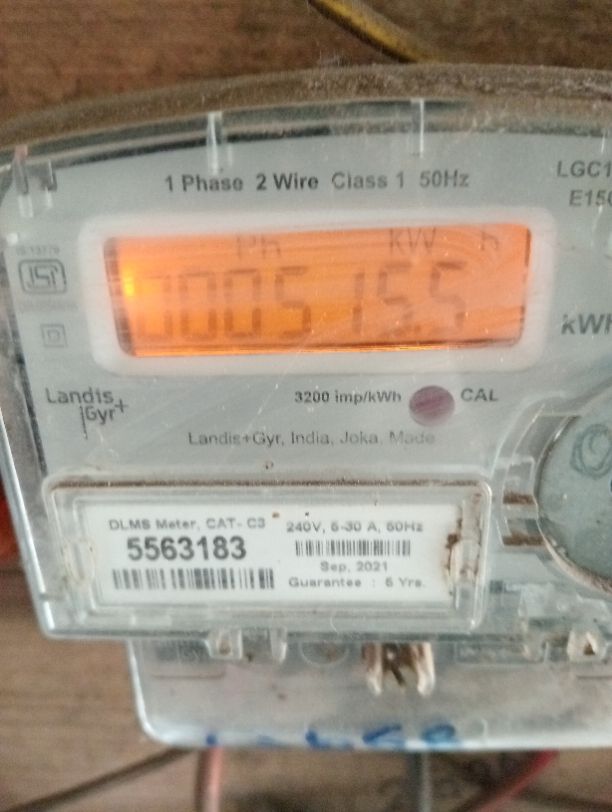 LGC1
E150
1 Phase 2 Wire Class 1 50Hz
Ph kW h
0000515.5
kWh
Landis
Gyr+
3200 imp/kWh CAL
Landis+Gyr, India, Joka, Made
DLMS Meter, CAT- C3
5563183
240V, 5-30 A, 50Hz
Sep, 2021
Guarantee : 5 Yrs.
R